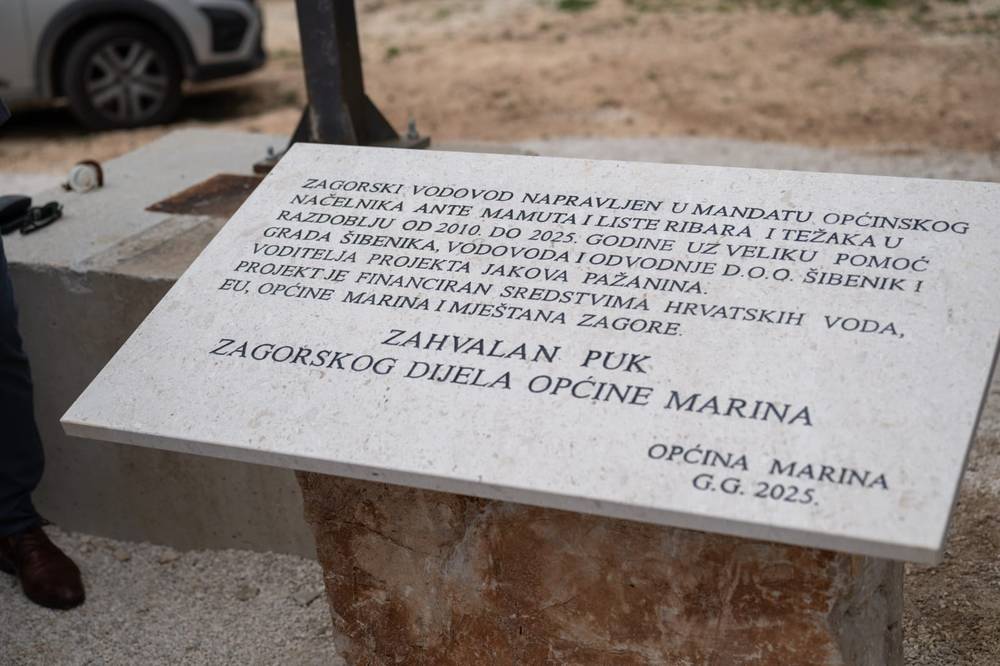 ZAGORSKI VODOVOD NAPRAVLJEN U MANDATU OPĆINSKOG
NAČELNIKA ANTE MAMUTA I LISTE RIBARA I TEŽAKA U
RAZDOBLJU OD 2010. DO 2025. GODINE UZ VELIKU POMOĆ
GRADA ŠIBENIKA, VODOVODA I ODVODNJE D.O.O. ŠIBENIK I
VODITELJA PROJEKTA JAKOVA PAŽANINA.
PROJEKT JE FINANCIRAN SREDSTVIMA HRVATSKIH VODA,
EU, OPĆINE MARINA I MJEŠTANA ZAGORE.
ZAHVALAN PUK
ZAGORSKOG DIJELA OPĆINE MARINA
OPĆINA MARINA
G.G. 2025.